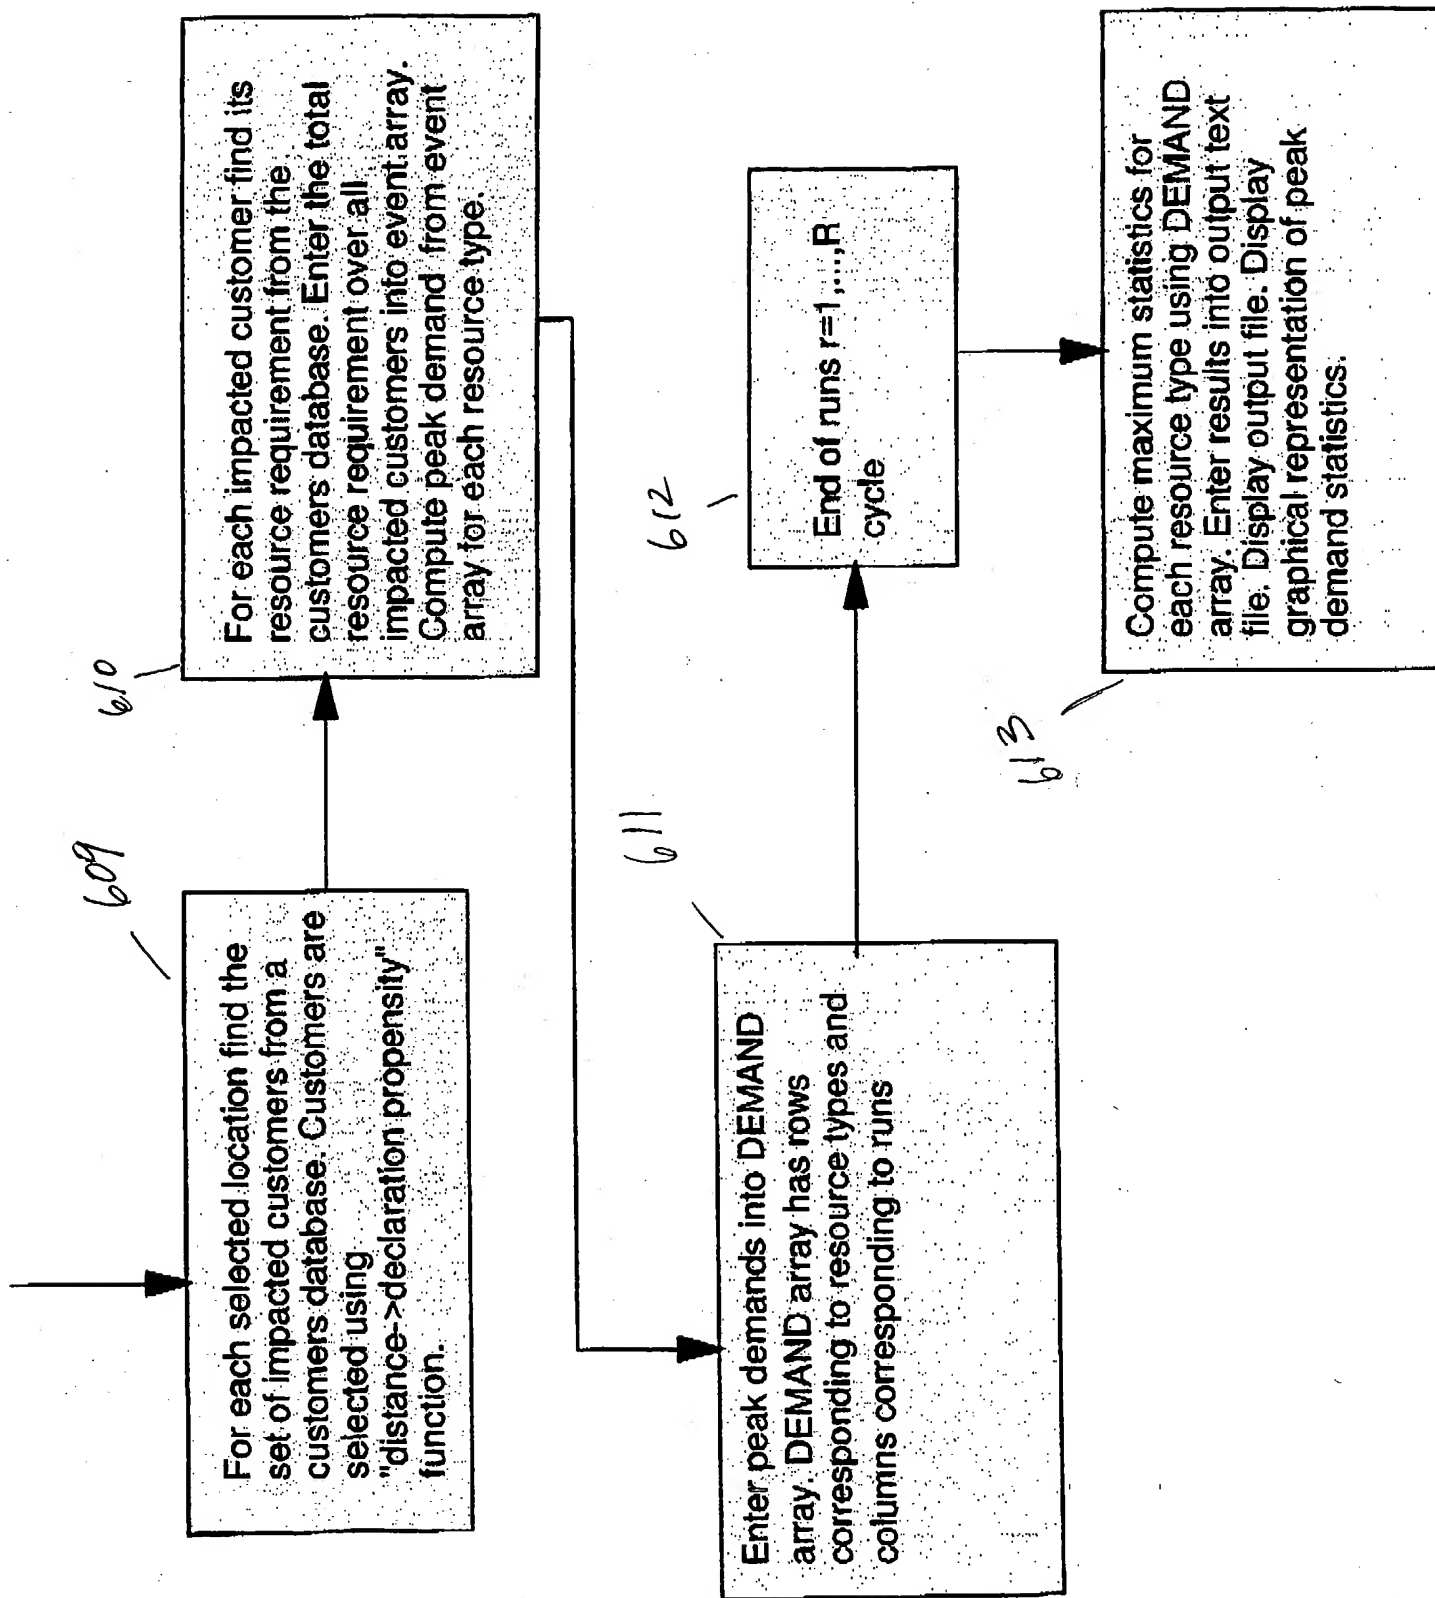 609
For each selected location find the
set of impacted customers from a
customers database. Customers are
selected using
"distance->declaration propensity"
function.
610
For each impacted customer find its
resource requirement from the
customers database. Enter the total
resource requirement over all
impacted customers into event array.
Compute peak demand from event
array for each resource type.
611
Enter peak demands into DEMAND
array. DEMAND array has rows
corresponding to resource types and
columns corresponding to runs
612
End of runs r=1,...,R
cycle
613
Compute maximum statistics for
each resource type using DEMAND
array. Enter results into output text
file. Display output file. Display
graphical representation of peak
demand statistics.